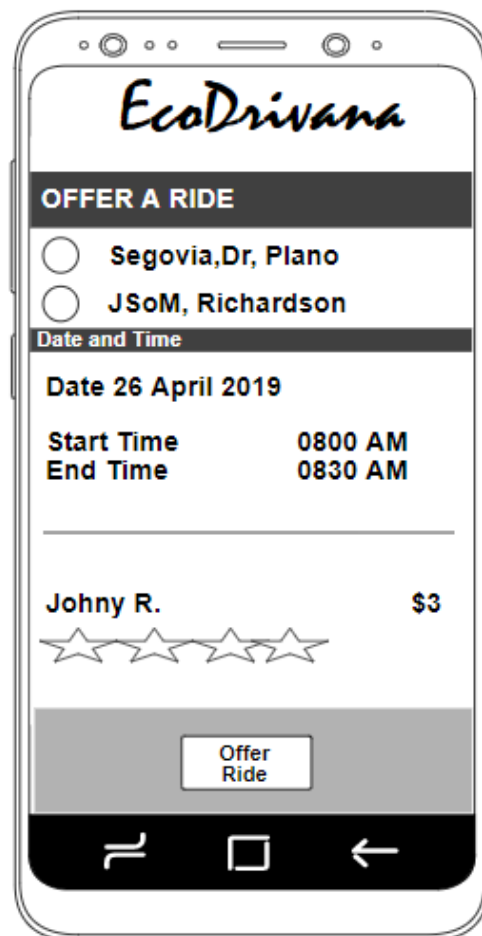 EcoDrivana
OFFER A RIDE
Segovia,Dr, Plano
JSoM, Richardson
Date and Time
Date 26 April 2019
Start Time 0800 AM
End Time 0830 AM
Johny R. $3
Offer
Ride